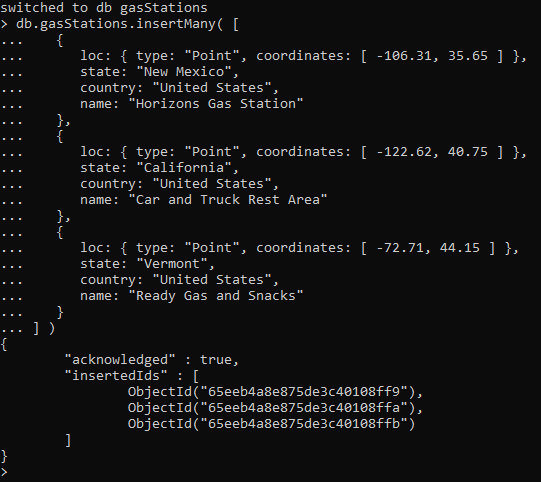 switched to db gasStations
> db.gasStations.insertMany( [
...    {
...       loc: { type: "Point", coordinates: [ -106.31, 35.65 ] },
...       state: "New Mexico",
...       country: "United States",
...       name: "Horizons Gas Station"
...    },
...    {
...       loc: { type: "Point", coordinates: [ -122.62, 40.75 ] },
...       state: "California",
...       country: "United States",
...       name: "Car and Truck Rest Area"
...    },
...    {
...       loc: { type: "Point", coordinates: [ -72.71, 44.15 ] },
...       state: "Vermont",
...       country: "United States",
...       name: "Ready Gas and Snacks"
...    }
... ] )
{
        "acknowledged" : true,
        "insertedIds" : [
                ObjectId("65eeb4a8e875de3c40108ff9"),
                ObjectId("65eeb4a8e875de3c40108ffa"),
                ObjectId("65eeb4a8e875de3c40108ffb")
        ]
}
>